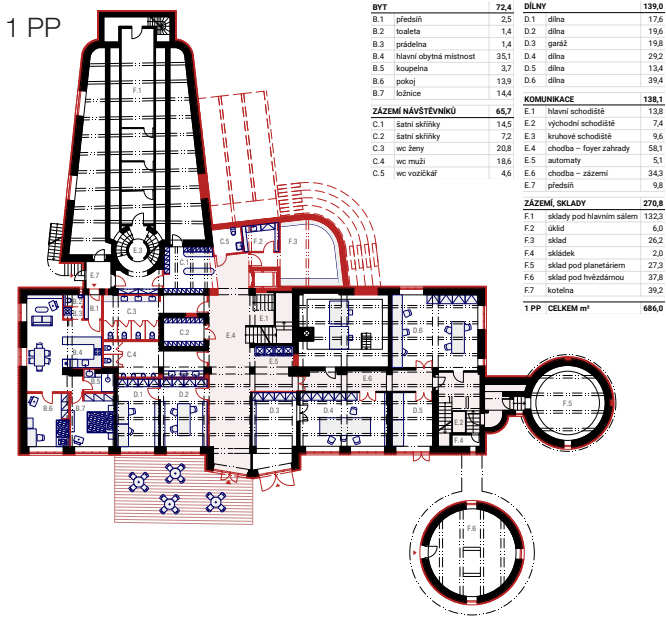 1 PP
BYT 72,4
B.1 předsíň 2,5
B.2 toaleta 1,4
B.3 prádelna 1,4
B.4 hlavní obytná místnost 35,1
B.5 koupelna 3,7
B.6 pokoj 13,9
B.7 ložnice 14,4
ZÁZEMÍ NÁVŠTĚVNÍKŮ 65,7
C.1 šatní skříňky 14,5
C.2 šatní skříňky 7,2
C.3 wc ženy 20,8
C.4 wc muži 18,6
C.5 wc vozíčkář 4,6
DÍLNY 139,0
D.1 dílna 17,6
D.2 dílna 19,6
D.3 garáž 19,8
D.4 dílna 29,2
D.5 dílna 13,4
D.6 dílna 39,4
KOMUNIKACE 138,1
E.1 hlavní schodiště 13,8
E.2 východní schodiště 7,4
E.3 kruhové schodiště 9,6
E.4 chodba – foyer zahrady 58,1
E.5 automaty 5,1
E.6 chodba – zázemí 34,3
E.7 předsíň 9,8
ZÁZEMÍ, SKLADY 270,8
F.1 sklady pod hlavním sálem 132,3
F.2 úklid 6,0
F.3 sklad 26,2
F.4 skládek 2,0
F.5 sklad pod planetáriem 27,3
F.6 sklad pod hvězdárnou 37,8
F.7 kotelna 39,2
1 PP CELKEM m² 686,0
F.1
E.3
C.5
F.2
F.3
C.1
E.7
B.2
B.3
B.1
C.3
E.1
E.4
C.2
D.6
B.4
C.4
E.5
B.5
E.6
B.6
B.7
D.1
D.2
D.3
D.4
D.5
E.2
F.4
F.5
F.6